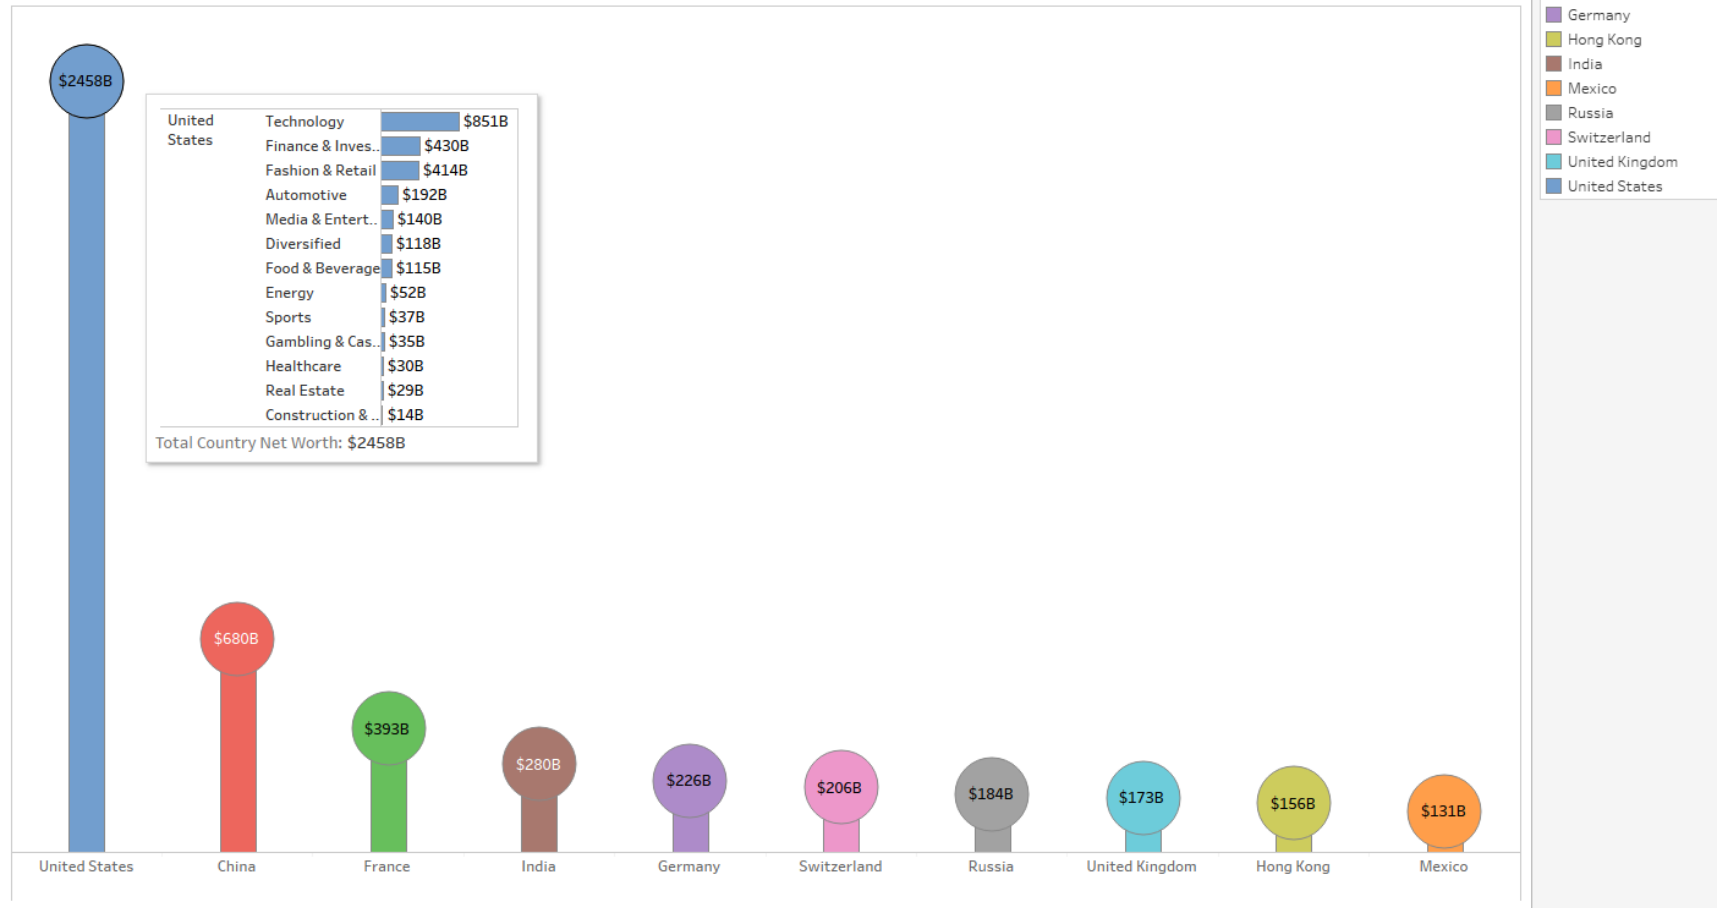 $2458B
United States
Technology $851B
Finance & Inves.. $430B
Fashion & Retail $414B
Automotive $192B
Media & Entert.. $140B
Diversified $118B
Food & Beverage $115B
Energy $52B
Sports $37B
Gambling & Cas.. $35B
Healthcare $30B
Real Estate $29B
Construction & .. $14B
Total Country Net Worth: $2458B
$680B
$393B
$280B
$226B
$206B
$184B
$173B
$156B
$131B
United States
China
France
India
Germany
Switzerland
Russia
United Kingdom
Hong Kong
Mexico
Germany
Hong Kong
India
Mexico
Russia
Switzerland
United Kingdom
United States